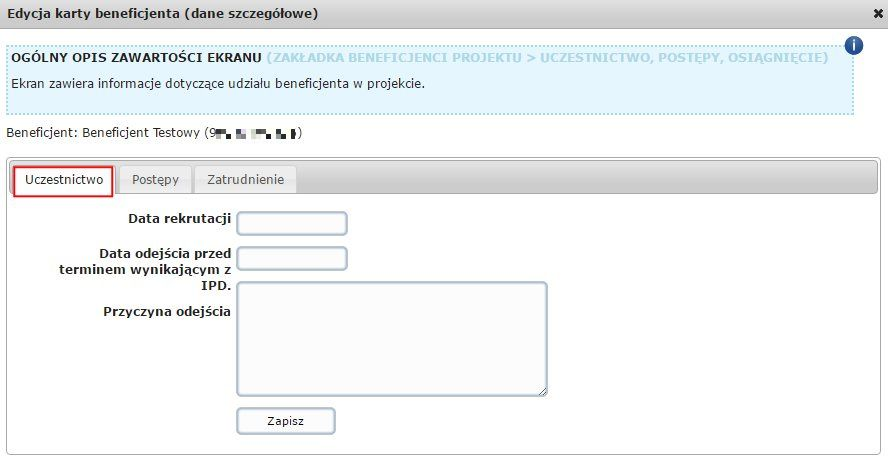 Edycja karty beneficjenta (dane szczegółowe)
OGÓLNY OPIS ZAWARTOŚCI EKRANU (ZAKŁADKA BENEFICJENCI PROJEKTU > UCZESTNICTWO, POSTĘPY, OSIĄGNIĘCIE)
Ekran zawiera informacje dotyczące udziału beneficjenta w projekcie.
Beneficjent: Beneficjent Testowy (9)
Uczestnictwo Postępy Zatrudnienie
Data rekrutacji
Data odejścia przed
terminem wynikającym z
IPD.
Przyczyna odejścia
Zapisz